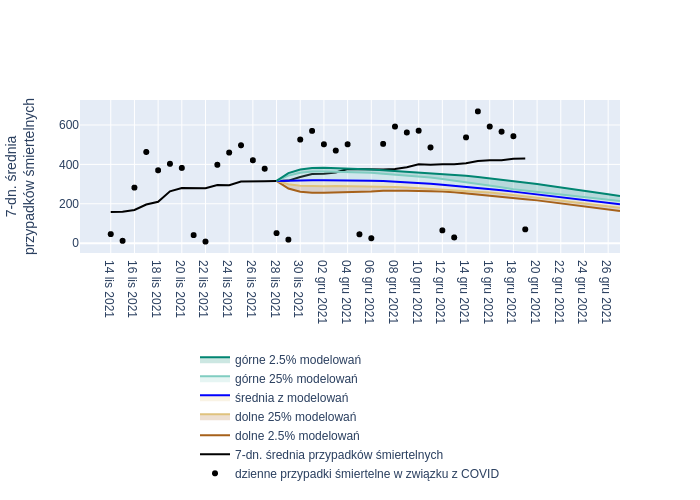 7-dn. średnia
przypadków śmiertelnych
600
400
200
0
14 lis 2021
16 lis 2021
18 lis 2021
20 lis 2021
22 lis 2021
24 lis 2021
26 lis 2021
28 lis 2021
30 lis 2021
02 gru 2021
04 gru 2021
06 gru 2021
08 gru 2021
10 gru 2021
12 gru 2021
14 gru 2021
16 gru 2021
18 gru 2021
20 gru 2021
22 gru 2021
24 gru 2021
26 gru 2021
górne 2.5% modelowań
górne 25% modelowań
średnia z modelowań
dolne 25% modelowań
dolne 2.5% modelowań
7-dn. średnia przypadków śmiertelnych
dzienne przypadki śmiertelne w związku z COVID